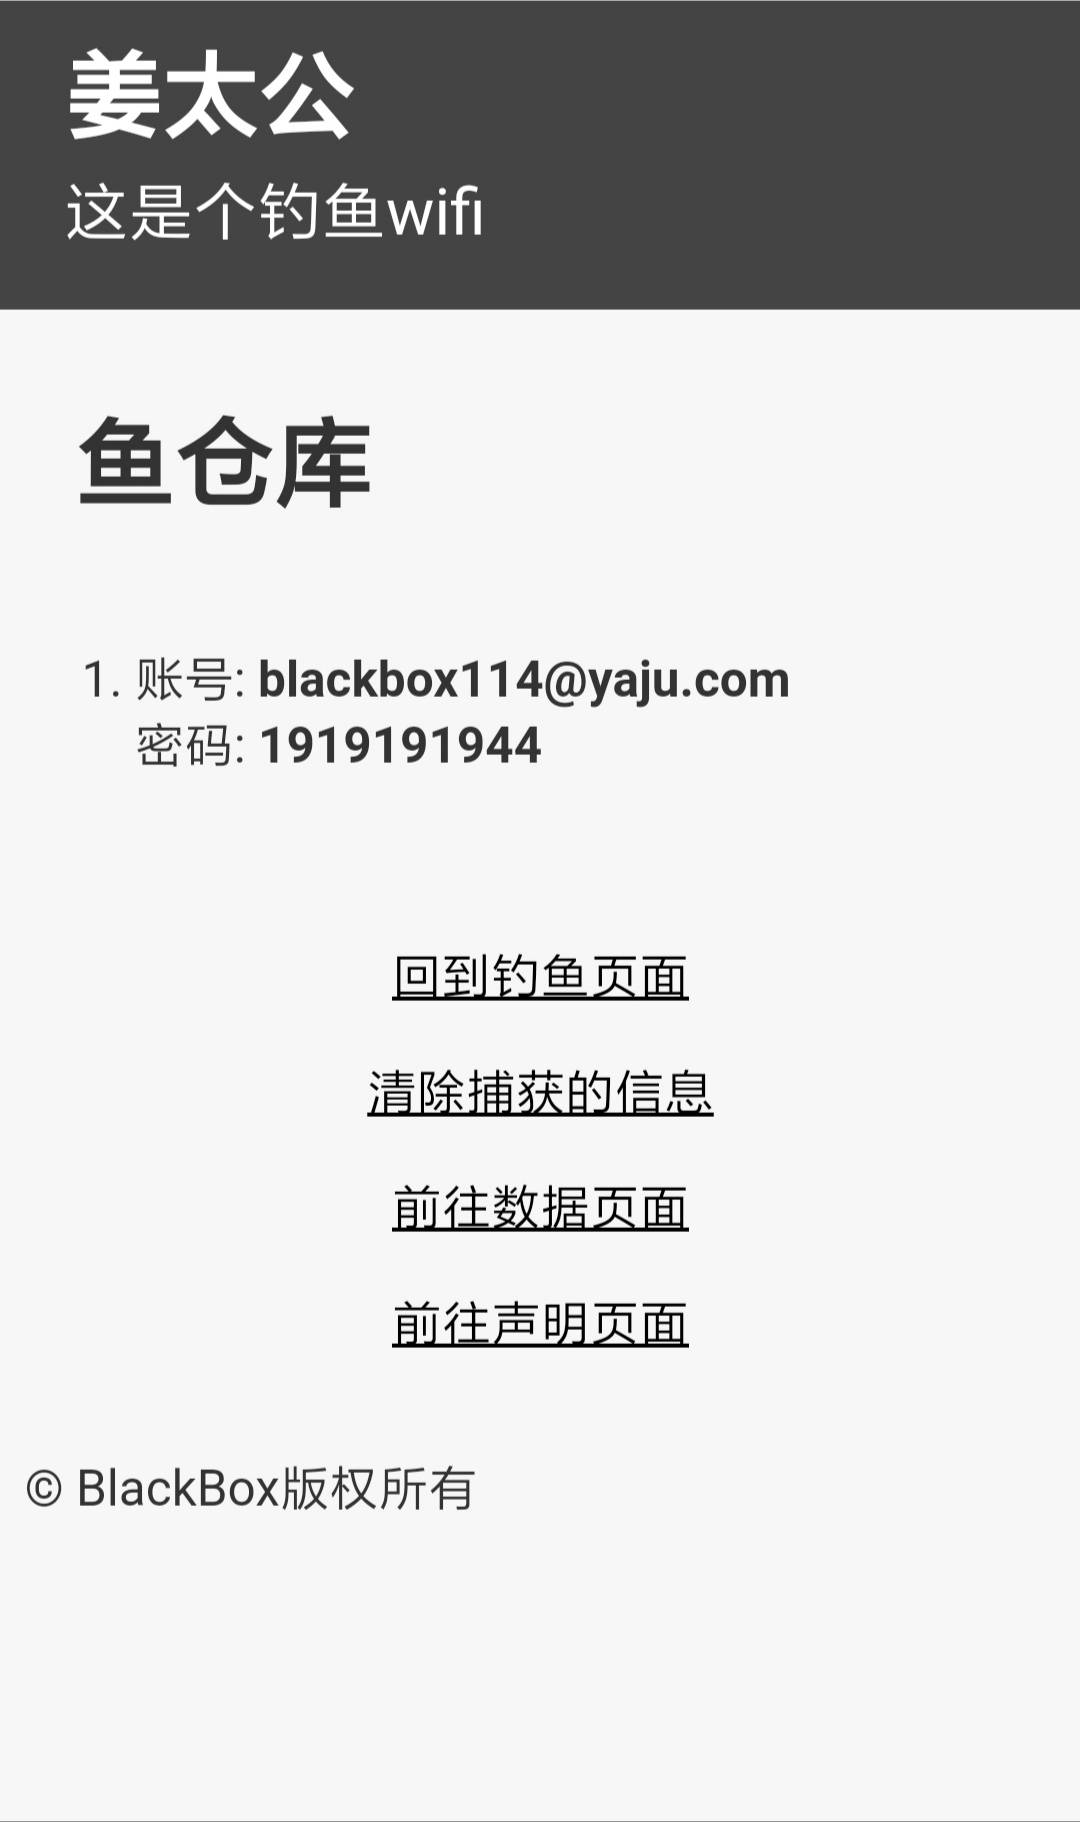 姜太公
这是个钓鱼wifi
鱼仓库
1. 账号: blackbox114@yaju.com
密码: 1919191944
回到钓鱼页面
清除捕获的信息
前往数据页面
前往声明页面
© BlackBox版权所有